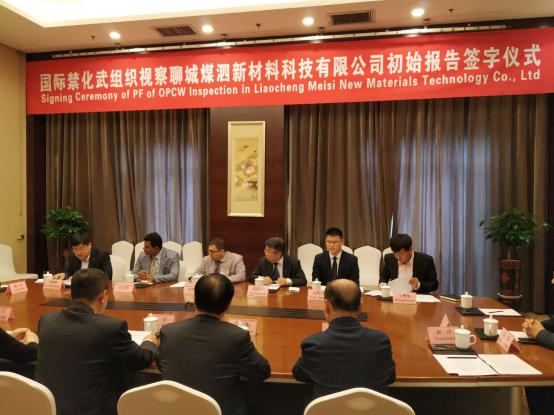 国际禁化武组织视察聊城煤泗新材料科技有限公司初始报告签字仪式
Signing Ceremony of PF of OPCW Inspection in Liaocheng Meisi New Materials Technology Co., Ltd